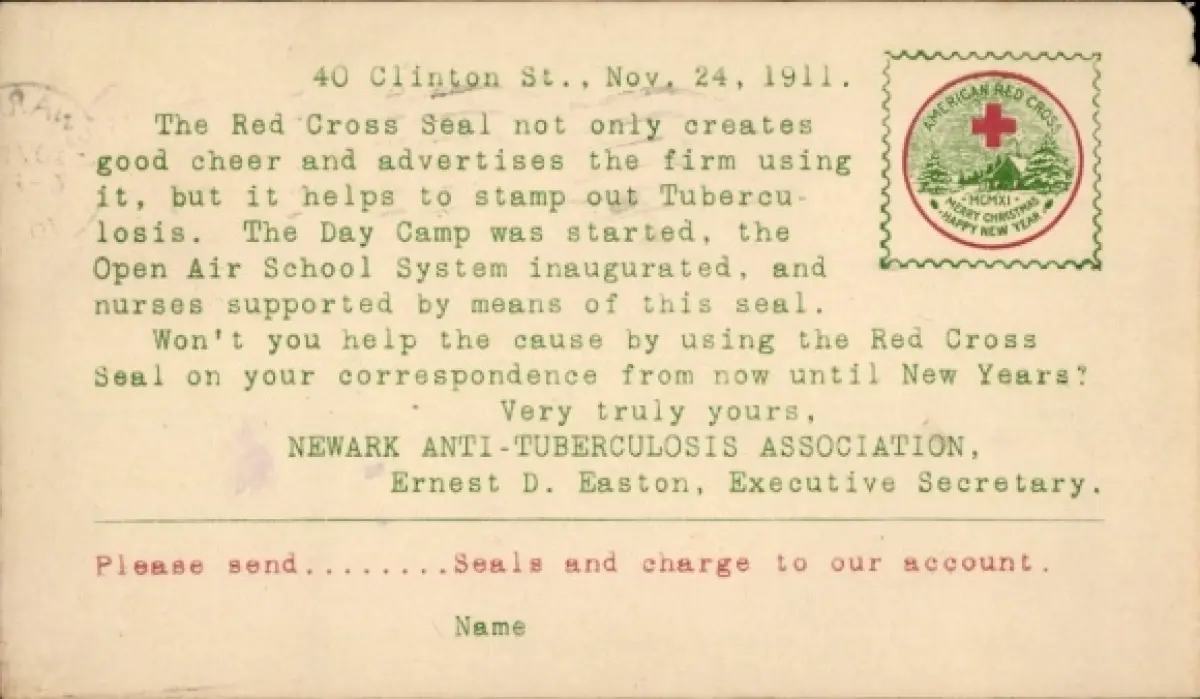 40 Clinton St., Nov. 24, 1911.
The Red Cross Seal not only creates
good cheer and advertises the firm using
it, but it helps to stamp out Tubercu-
losis. The Day Camp was started, the
Open Air School System inaugurated, and
nurses supported by means of this seal.
Won't you help the cause by using the Red Cross
Seal on your correspondence from now until New Years?
Very truly yours,
NEWARK ANTI-TUBERCULOSIS ASSOCIATION,
Ernest D. Easton, Executive Secretary.
Please send........Seals and charge to our account.
Name
AMERICAN RED CROSS
MCMXI
MERRY CHRISTMAS
HAPPY NEW YEAR